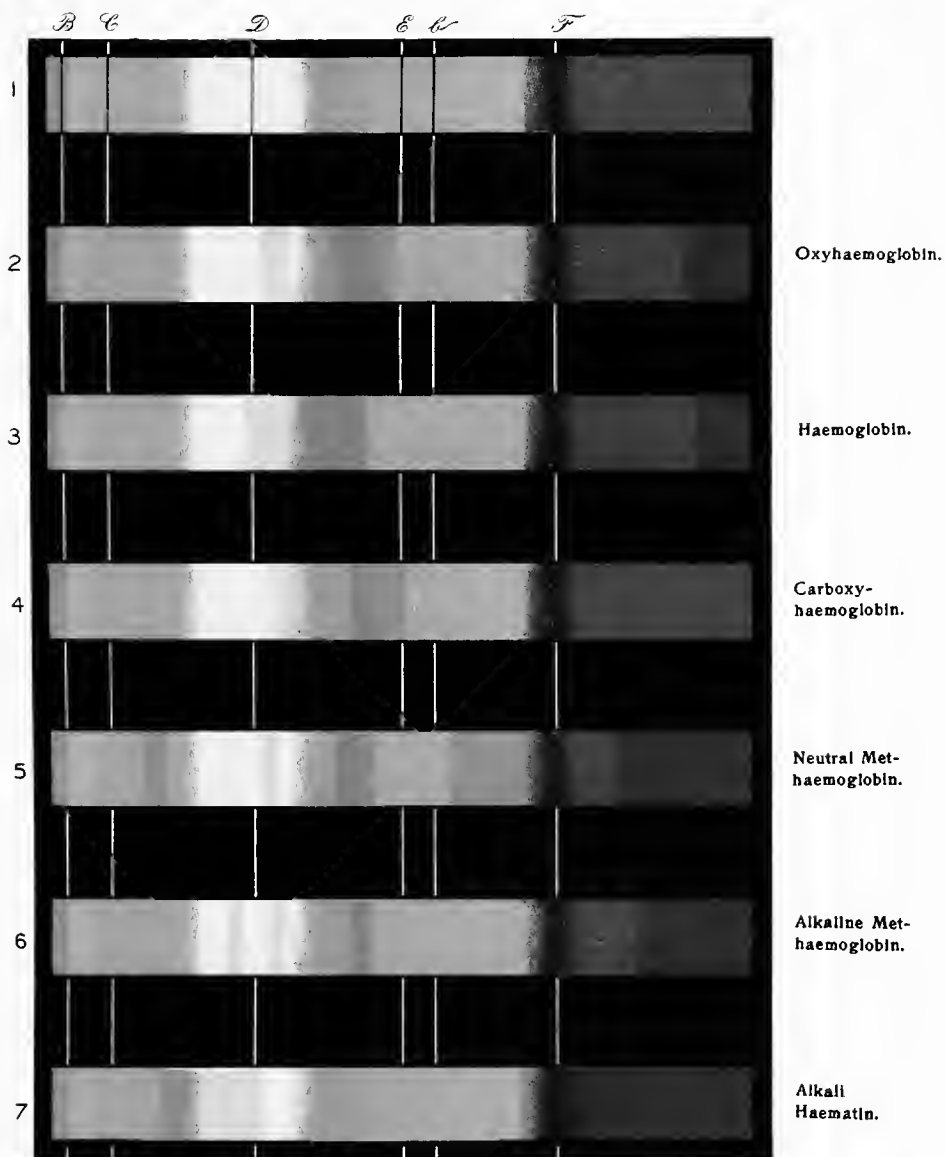 B C D E b F
1
2 Oxyhaemoglobin.
3 Haemoglobin.
4 Carboxy-
haemoglobin.
5 Neutral Met-
haemoglobin.
6 Alkaline Met-
haemoglobin.
7 Alkali
Haematin.